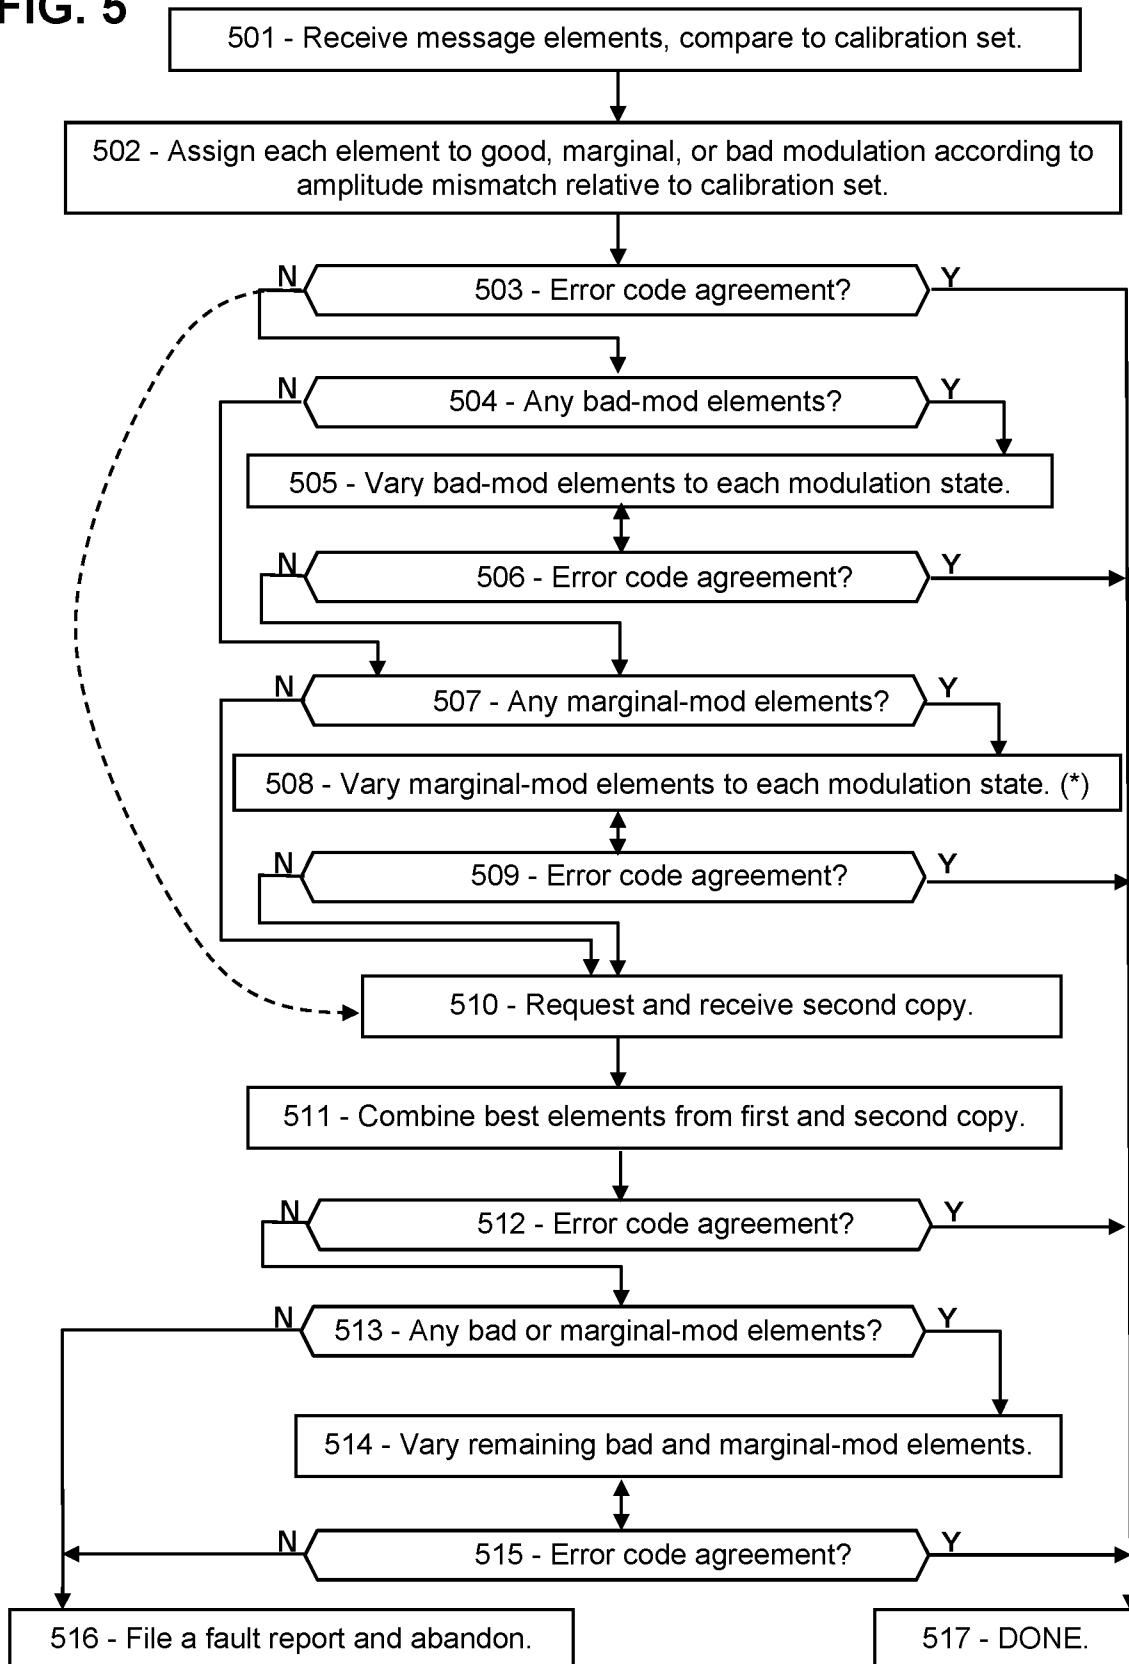 FIG. 5
501 - Receive message elements, compare to calibration set.
502 - Assign each element to good, marginal, or bad modulation according to
amplitude mismatch relative to calibration set.
N
503 - Error code agreement?
Y
N
504 - Any bad-mod elements?
Y
505 - Vary bad-mod elements to each modulation state.
N
506 - Error code agreement?
Y
N
507 - Any marginal-mod elements?
Y
508 - Vary marginal-mod elements to each modulation state. (*)
N
509 - Error code agreement?
Y
510 - Request and receive second copy.
511 - Combine best elements from first and second copy.
N
512 - Error code agreement?
Y
N
513 - Any bad or marginal-mod elements?
Y
514 - Vary remaining bad and marginal-mod elements.
N
515 - Error code agreement?
Y
516 - File a fault report and abandon.
517 - DONE.